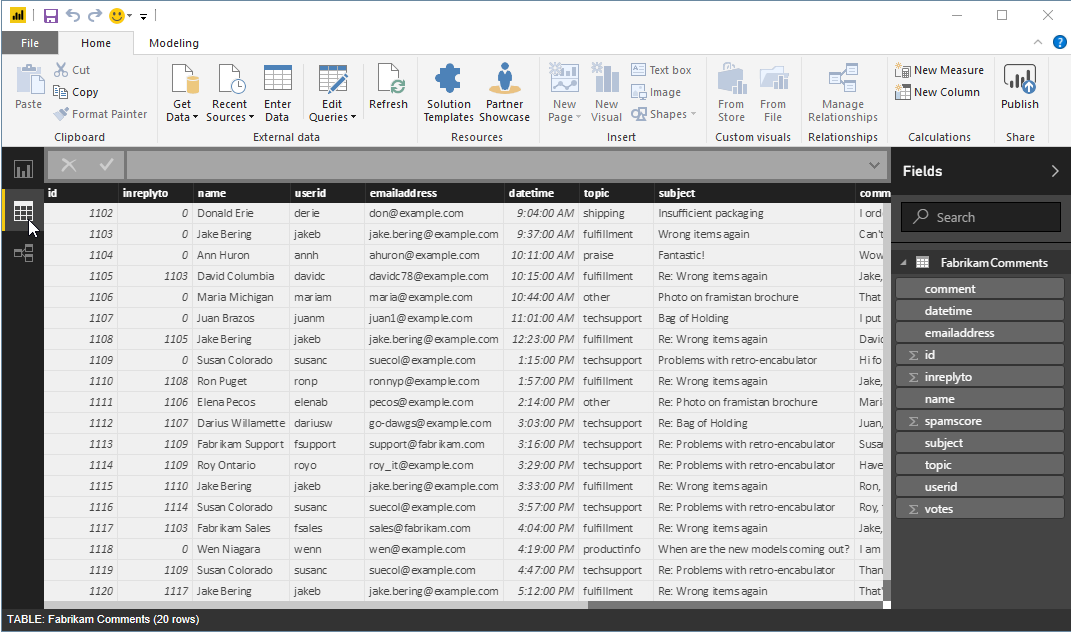 File Home Modeling
Paste Cut Copy Format Painter
Get Data Recent Sources Enter Data Edit Queries Refresh
Solution Templates Partner Showcase
New Page New Visual Text box Image Shapes
From Store From File
Manage Relationships
New Measure New Column
Publish
Clipboard External data Resources Insert Custom visuals Relationships Calculations Share
id inreplyto name userid emailaddress datetime topic subject comm
1102 0 Donald Erie derie don@example.com 9:04:00 AM shipping Insufficient packaging I ord
1103 0 Jake Bering jakeb jake.bering@example.com 9:37:00 AM fulfillment Wrong items again Can't
1104 0 Ann Huron annh ahuron@example.com 10:11:00 AM praise Fantastic! Wow
1105 1103 David Columbia davidc davidc78@example.com 10:15:00 AM fulfillment Re: Wrong items again Jake,
1106 0 Maria Michigan mariam maria@example.com 10:44:00 AM other Photo on framistan brochure That
1107 0 Juan Brazos juanm juan1@example.com 11:01:00 AM techsupport Bag of Holding I put
1108 1105 Jake Bering jakeb jake.bering@example.com 12:23:00 PM fulfillment Re: Wrong items again David
1109 0 Susan Colorado susanc suecol@example.com 1:15:00 PM techsupport Problems with retro-encabulator Hi fo
1110 1108 Ron Puget ronp ronnyp@example.com 1:57:00 PM fulfillment Re: Wrong items again Jake,
1111 1106 Elena Pecos elenab pecos@example.com 2:14:00 PM other Re: Photo on framistan brochure Mari
1112 1107 Darius Willamette dariusw go-dawgs@example.com 3:03:00 PM techsupport Re: Bag of Holding Juan,
1113 1109 Fabrikam Support fsupport support@fabrikam.com 3:16:00 PM techsupport Re: Problems with retro-encabulator Susa
1114 1109 Roy Ontario royo roy_it@example.com 3:29:00 PM techsupport Re: Problems with retro-encabulator Have
1115 1110 Jake Bering jakeb jake.bering@example.com 3:33:00 PM fulfillment Re: Wrong items again Ron,
1116 1114 Susan Colorado susanc suecol@example.com 3:57:00 PM techsupport Re: Problems with retro-encabulator Roy,
1117 1103 Fabrikam Sales fsales sales@fabrikam.com 4:04:00 PM fulfillment Re: Wrong items again Jake,
1118 0 Wen Niagara wenn wen@example.com 4:19:00 PM productinfo When are the new models coming out? I am
1119 1109 Susan Colorado susanc suecol@example.com 4:47:00 PM techsupport Re: Problems with retro-encabulator Than
1120 1117 Jake Bering jakeb jake.bering@example.com 5:12:00 PM fulfillment Re: Wrong items again That'
Fields
Search
Fabrikam Comments
comment
datetime
emailaddress
Σ id
Σ inreplyto
name
Σ spamscore
subject
topic
userid
Σ votes
TABLE: Fabrikam Comments (20 rows)